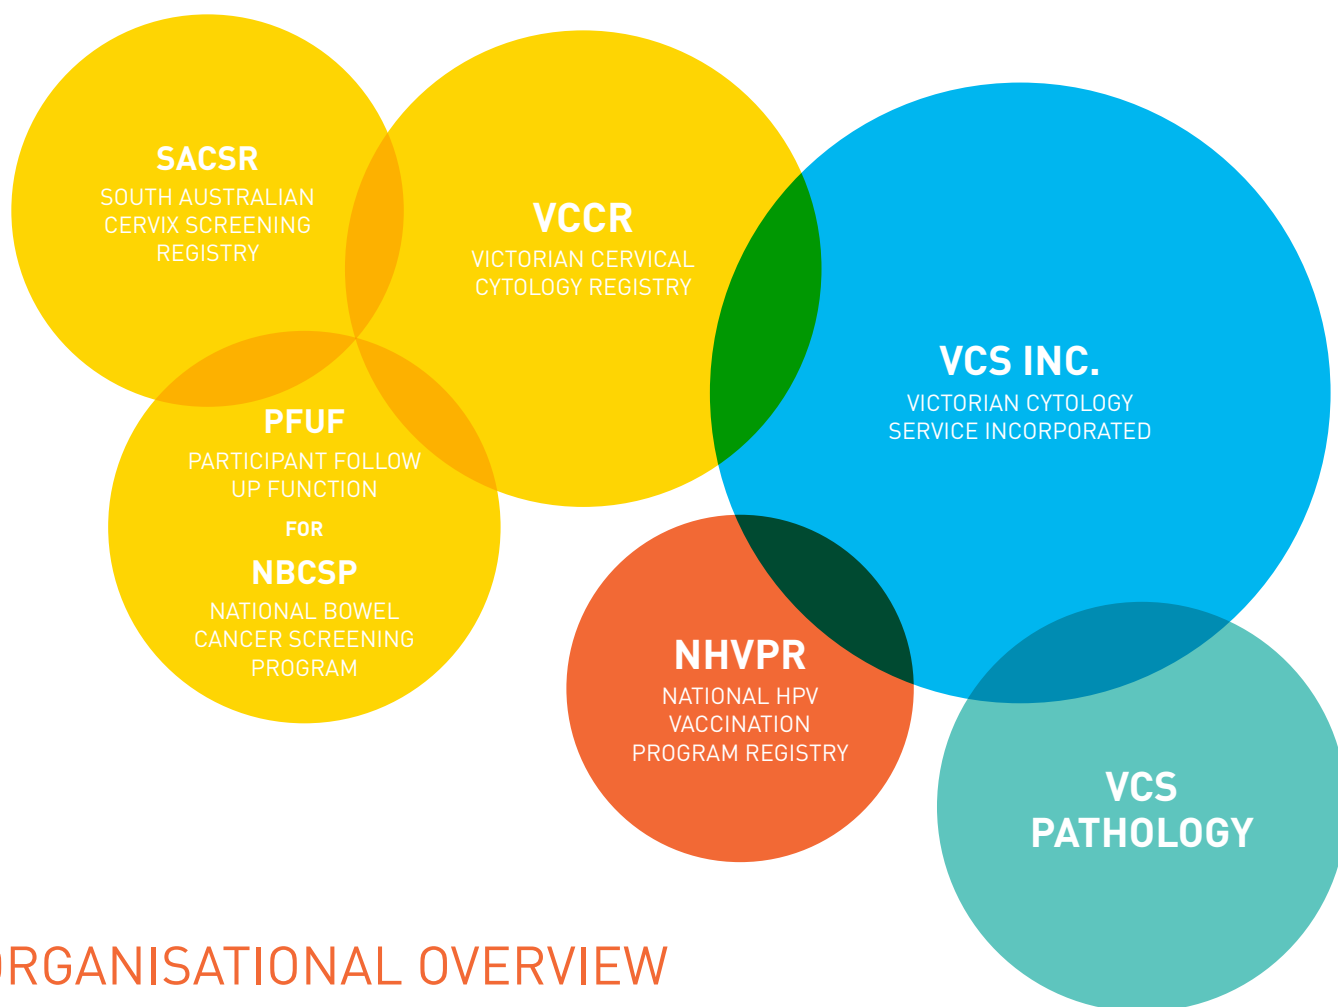 SACSR
SOUTH AUSTRALIAN
CERVIX SCREENING
REGISTRY
VCCR
VICTORIAN CERVICAL
CYTOLOGY REGISTRY
VCS INC.
VICTORIAN CYTOLOGY
SERVICE INCORPORATED
PFUF
PARTICIPANT FOLLOW
UP FUNCTION
FOR
NBCSP
NATIONAL BOWEL
CANCER SCREENING
PROGRAM
NHVPR
NATIONAL HPV
VACCINATION
PROGRAM REGISTRY
VCS
PATHOLOGY
ORGANISATIONAL OVERVIEW